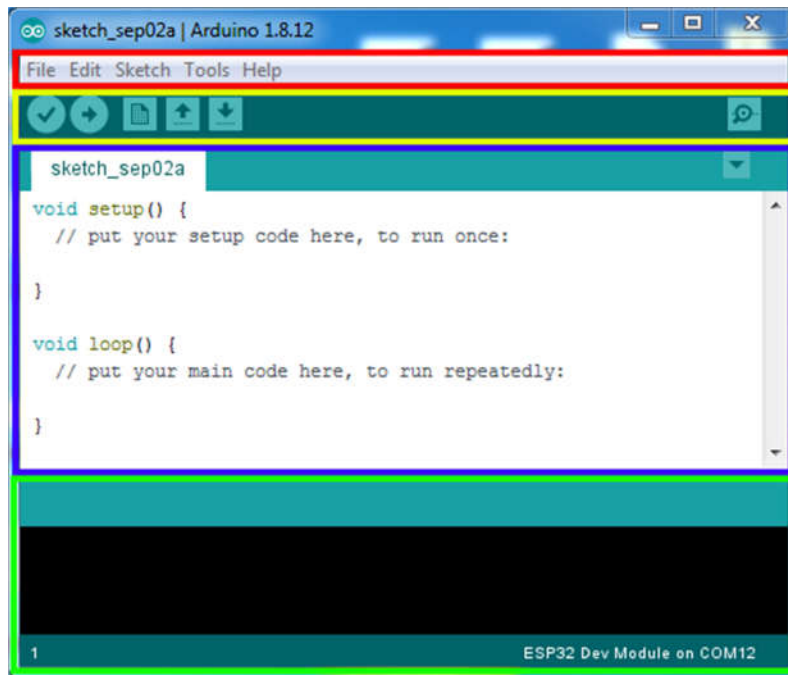 sketch_sep02a | Arduino 1.8.12
File Edit Sketch Tools Help
sketch_sep02a
void setup() {
  // put your setup code here, to run once:
}
void loop() {
  // put your main code here, to run repeatedly:
}
1 ESP32 Dev Module on COM12